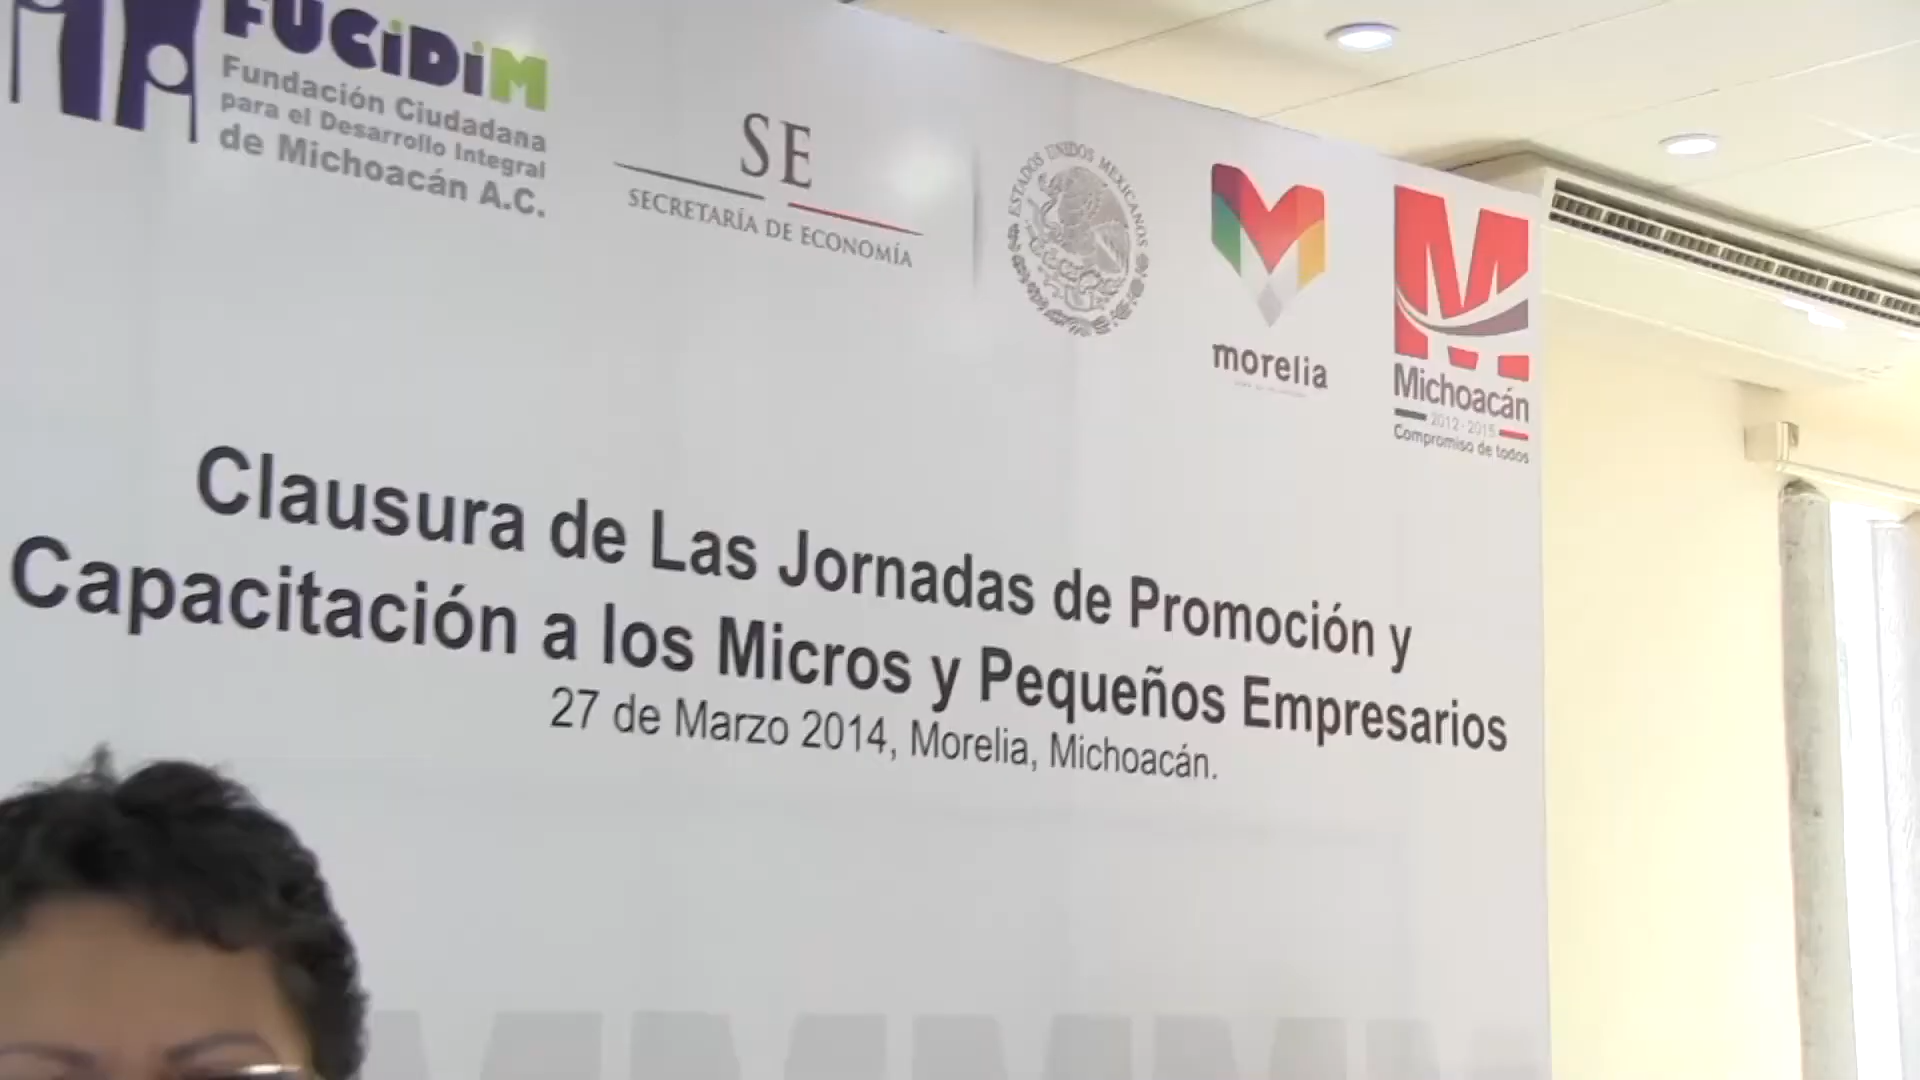 FUCiDiM
Fundación Ciudadana
para el Desarrollo Integral
de Michoacán A.C.
SE
SECRETARÍA DE ECONOMÍA
ESTADOS UNIDOS MEXICANOS
morelia
Michoacán
2012-2015
Compromiso de todos
Clausura de Las Jornadas de Promoción y
Capacitación a los Micros y Pequeños Empresarios
27 de Marzo 2014, Morelia, Michoacán.